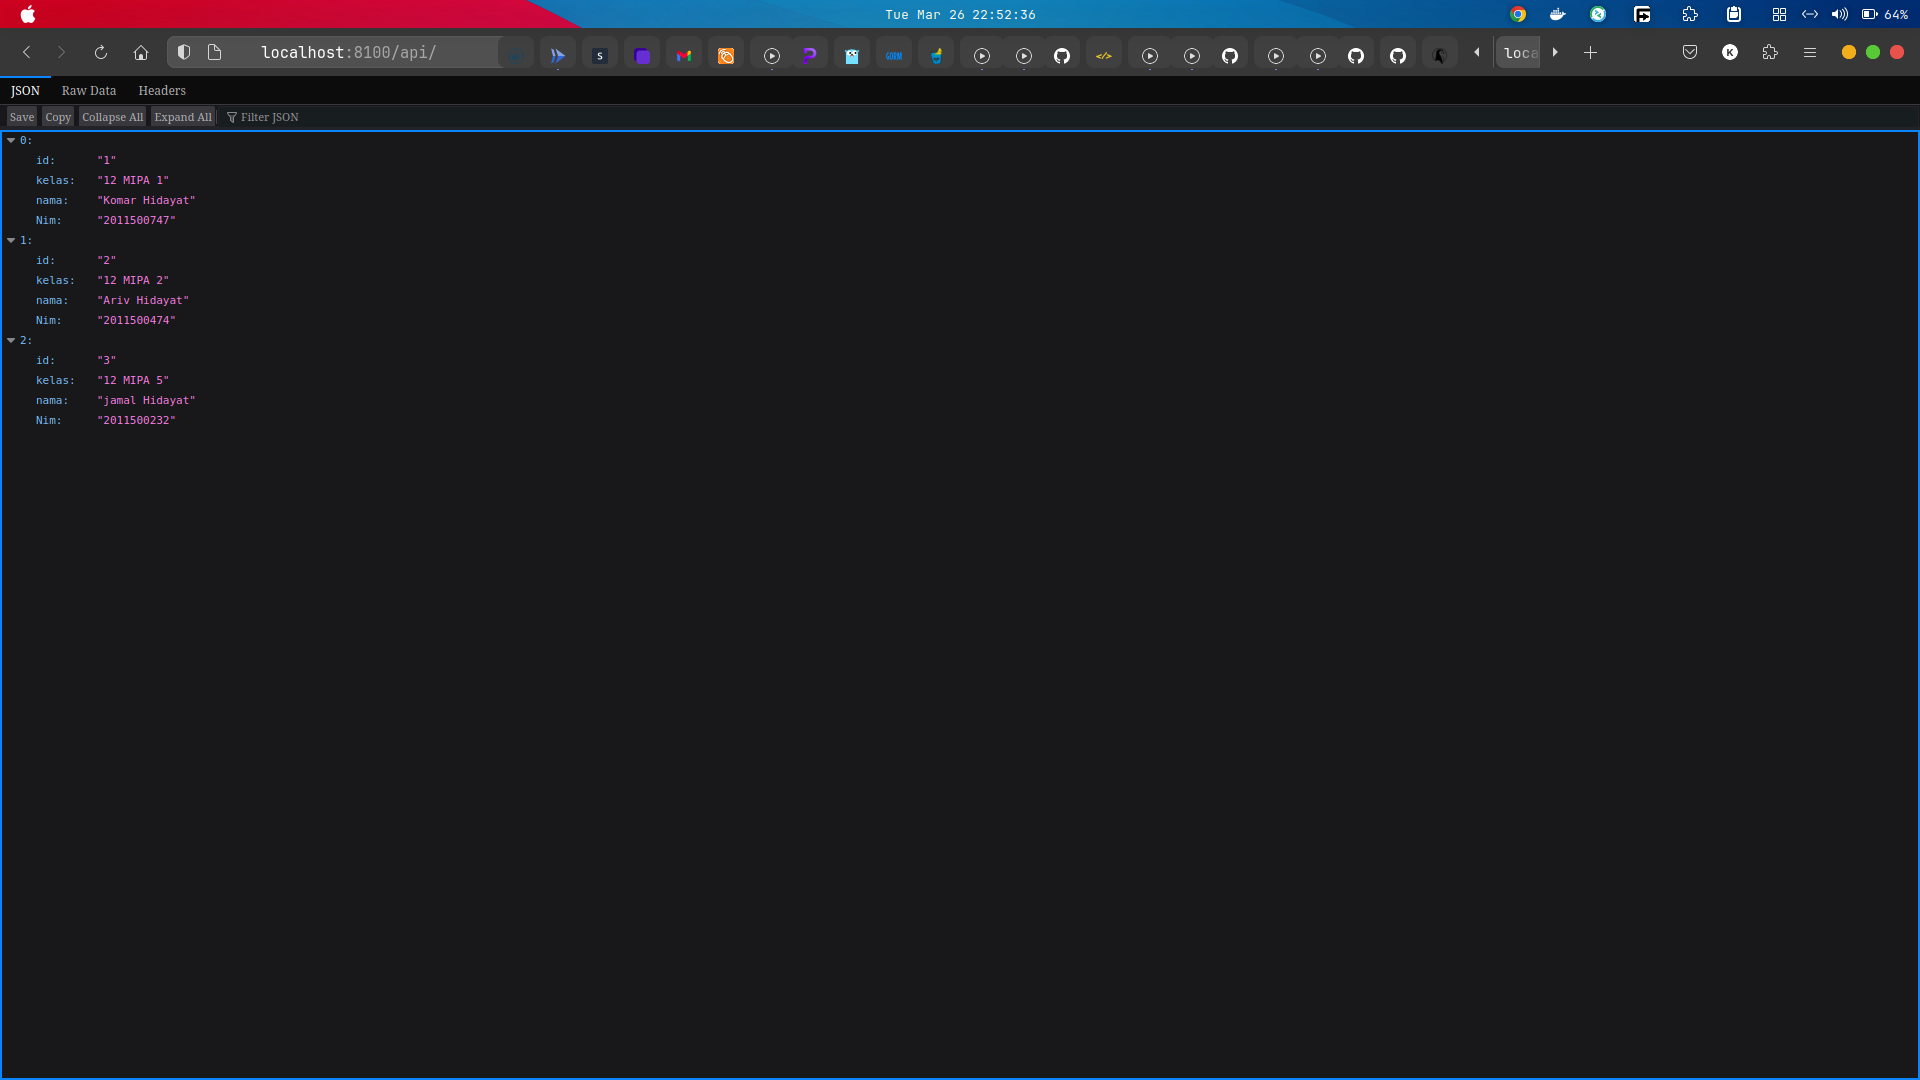 Tue Mar 26 22:52:36
64%
localhost:8100/api/
S
GORM
</>
loca
K
JSON Raw Data Headers
Save Copy Collapse All Expand All Filter JSON
0:
id: "1"
kelas: "12 MIPA 1"
nama: "Komar Hidayat"
Nim: "2011500747"
1:
id: "2"
kelas: "12 MIPA 2"
nama: "Ariv Hidayat"
Nim: "2011500474"
2:
id: "3"
kelas: "12 MIPA 5"
nama: "jamal Hidayat"
Nim: "2011500232"